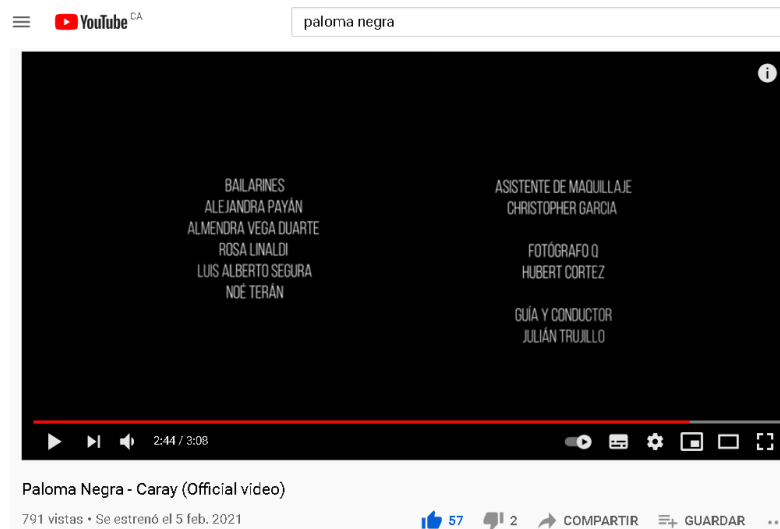 YouTube CA
paloma negra
BAILARINES
ALEJANDRA PAYÁN
ALMENDRA VEGA DUARTE
ROSA LINALDI
LUIS ALBERTO SEGURA
NOÉ TERÁN
ASISTENTE DE MAQUILLAJE
CHRISTOPHER GARCIA
FOTÓGRAFO Q
HUBERT CORTEZ
GUÍA Y CONDUCTOR
JULIÁN TRUJILLO
2:44 / 3:08
Paloma Negra - Caray (Official video)
791 vistas • Se estrenó el 5 feb. 2021
57
2
COMPARTIR
GUARDAR